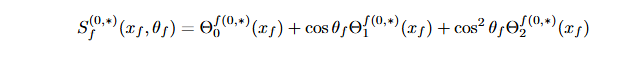 $S_f^{(0,*)}(x_f, \theta_f) = \Theta_0^{f(0,*)}(x_f) + \cos\theta_f \Theta_1^{f(0,*)}(x_f) + \cos^2\theta_f \Theta_2^{f(0,*)}(x_f)$